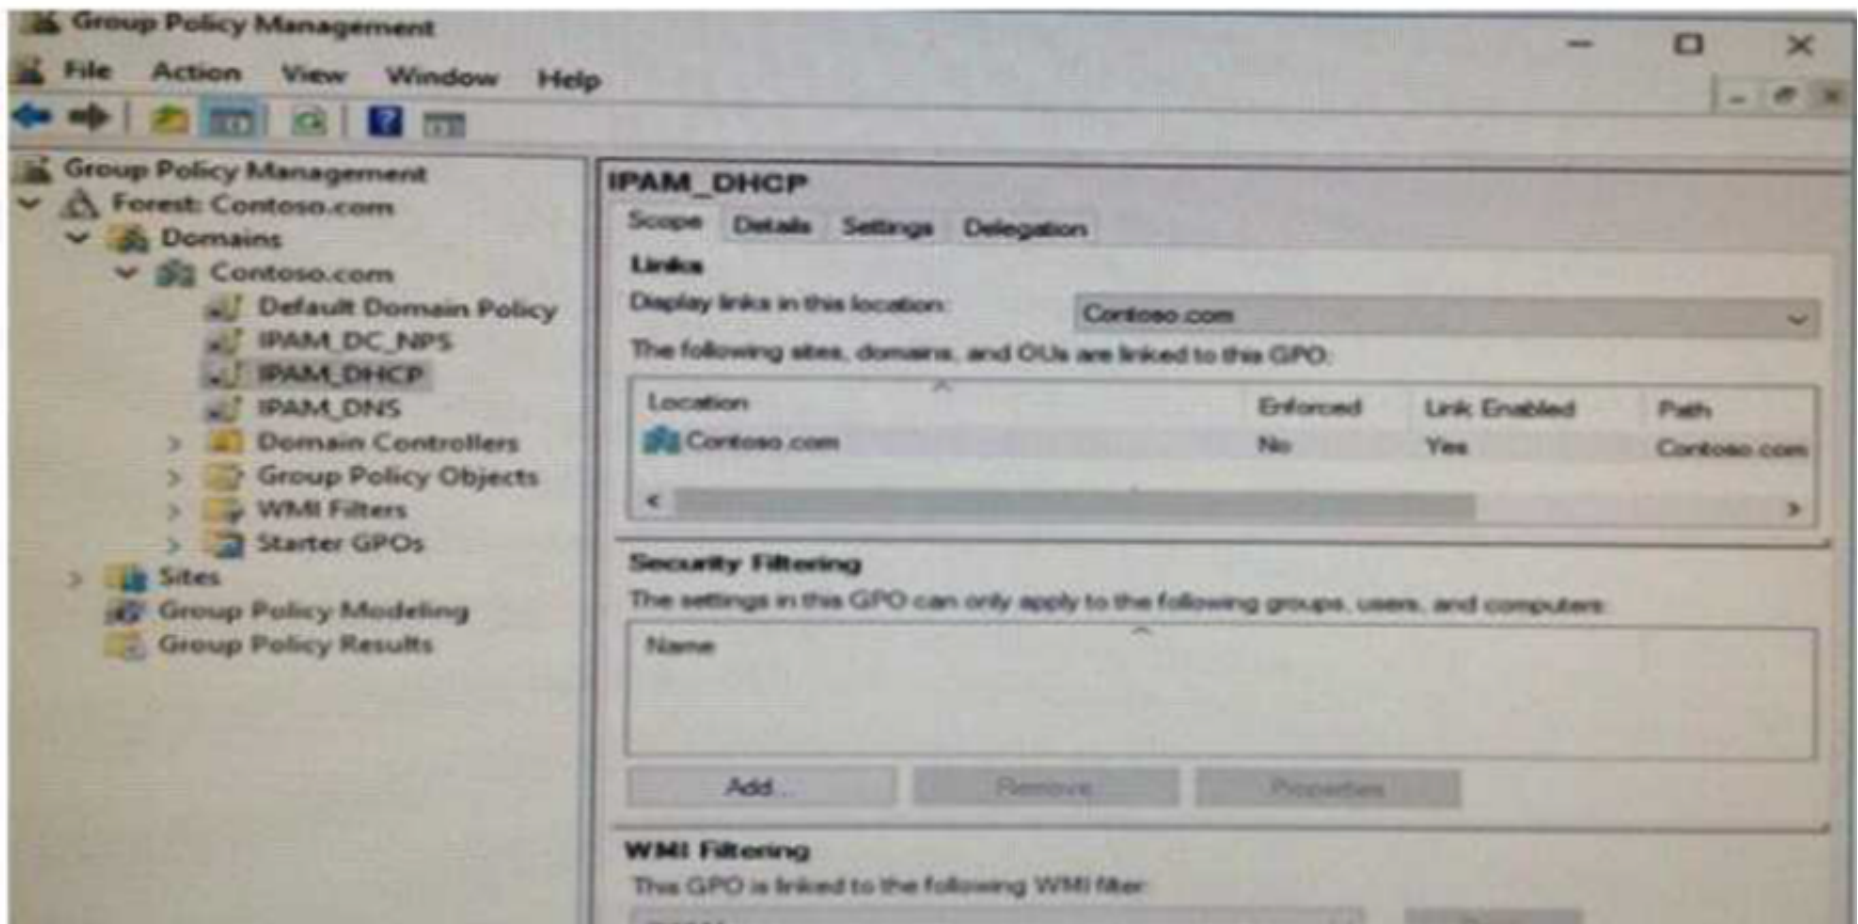 Group Policy Management
File Action View Window Help
Group Policy Management
Forest: Contoso.com
Domains
Contoso.com
Default Domain Policy
IPAM_DC_NPS
IPAM_DHCP
IPAM_DNS
Domain Controllers
Group Policy Objects
WMI Filters
Starter GPOs
Sites
Group Policy Modeling
Group Policy Results
IPAM_DHCP
Scope Details Settings Delegation
Links
Display links in this location: Contoso.com
The following sites, domains, and OUs are linked to this GPO:
Location Enforced Link Enabled Path
Contoso.com No Yes Contoso.com
Security Filtering
The settings in this GPO can only apply to the following groups, users, and computers:
Name
Add... Remove Properties
WMI Filtering
This GPO is linked to the following WMI filter: